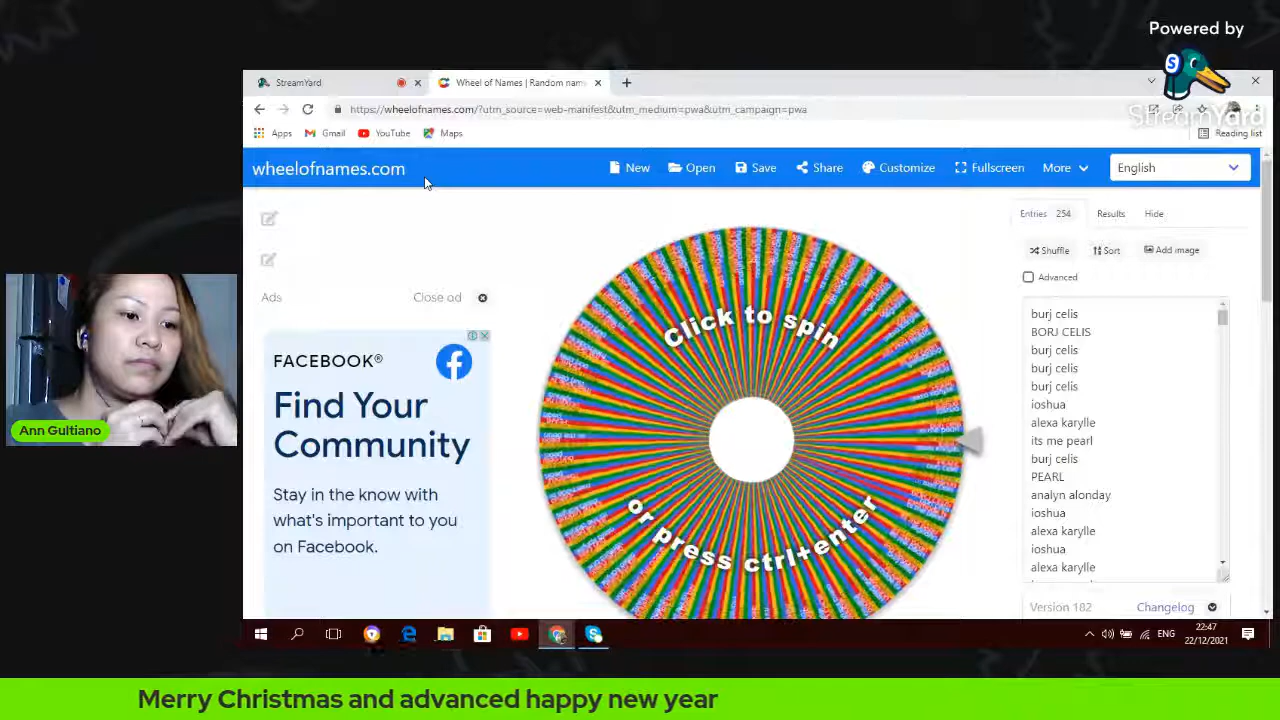 Powered by
StreamYard
StreamYard
Wheel of Names | Random nam
https://wheelofnames.com/?utm_source=web-manifest&utm_medium=pwa&utm_campaign=pwa
Apps Gmail YouTube Maps
Reading list
wheelofnames.com
New Open Save Share Customize Fullscreen More English
Entries 254 Results Hide
Shuffle Sort Add image
Advanced
Ads Close ad
FACEBOOK®
Find Your
Community
Stay in the know with
what's important to you
on Facebook.
Click to spin
or press ctrl+enter
burj celis
BORJ CELIS
burj celis
burj celis
burj celis
ioshua
alexa karylle
its me pearl
burj celis
PEARL
analyn alonday
ioshua
alexa karylle
ioshua
alexa karylle
Version 182 Changelog
Ann Gultiano
ENG
22:47
22/12/2021
Merry Christmas and advanced happy new year